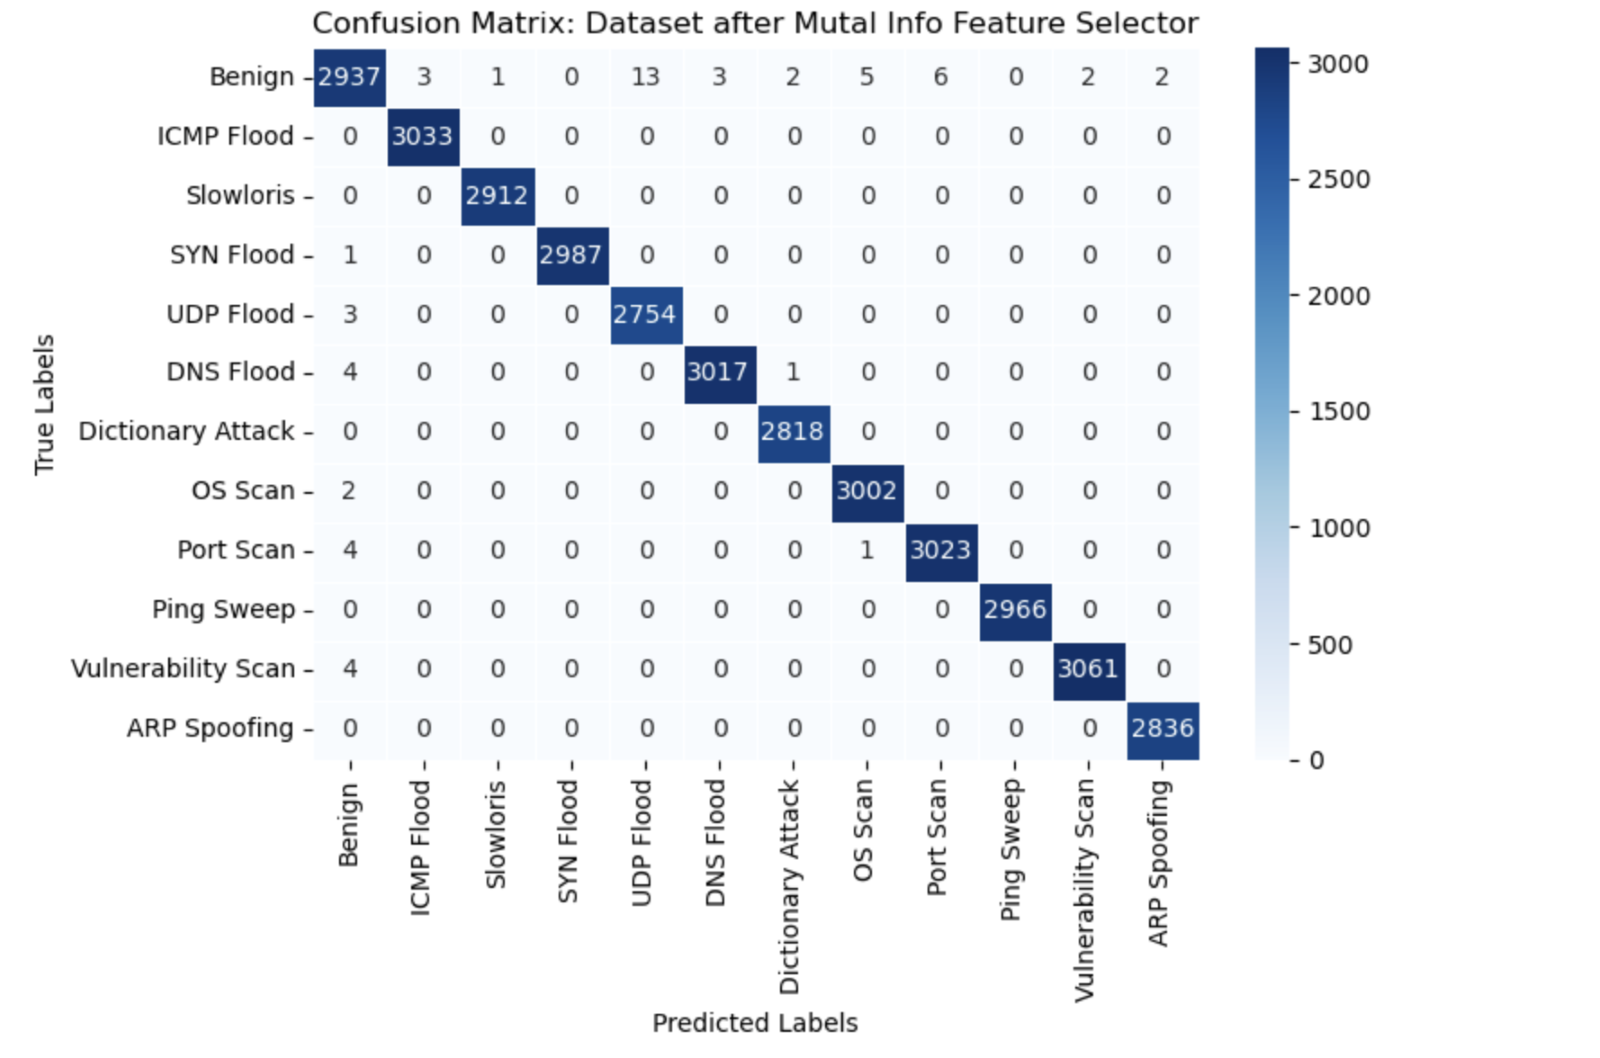 Confusion Matrix: Dataset after Mutal Info Feature Selector
True Labels
Benign 2937 3 1 0 13 3 2 5 6 0 2 2
ICMP Flood 0 3033 0 0 0 0 0 0 0 0 0 0
Slowloris 0 0 2912 0 0 0 0 0 0 0 0 0
SYN Flood 1 0 0 2987 0 0 0 0 0 0 0 0
UDP Flood 3 0 0 0 2754 0 0 0 0 0 0 0
DNS Flood 4 0 0 0 0 3017 1 0 0 0 0 0
Dictionary Attack 0 0 0 0 0 0 2818 0 0 0 0 0
OS Scan 2 0 0 0 0 0 0 3002 0 0 0 0
Port Scan 4 0 0 0 0 0 0 1 3023 0 0 0
Ping Sweep 0 0 0 0 0 0 0 0 0 2966 0 0
Vulnerability Scan 4 0 0 0 0 0 0 0 0 0 3061 0
ARP Spoofing 0 0 0 0 0 0 0 0 0 0 0 2836
Benign
ICMP Flood
Slowloris
SYN Flood
UDP Flood
DNS Flood
Dictionary Attack
OS Scan
Port Scan
Ping Sweep
Vulnerability Scan
ARP Spoofing
Predicted Labels
3000
2500
2000
1500
1000
500
0